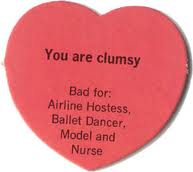 You are clumsy
Bad for:
Airline Hostess,
Ballet Dancer,
Model and
Nurse